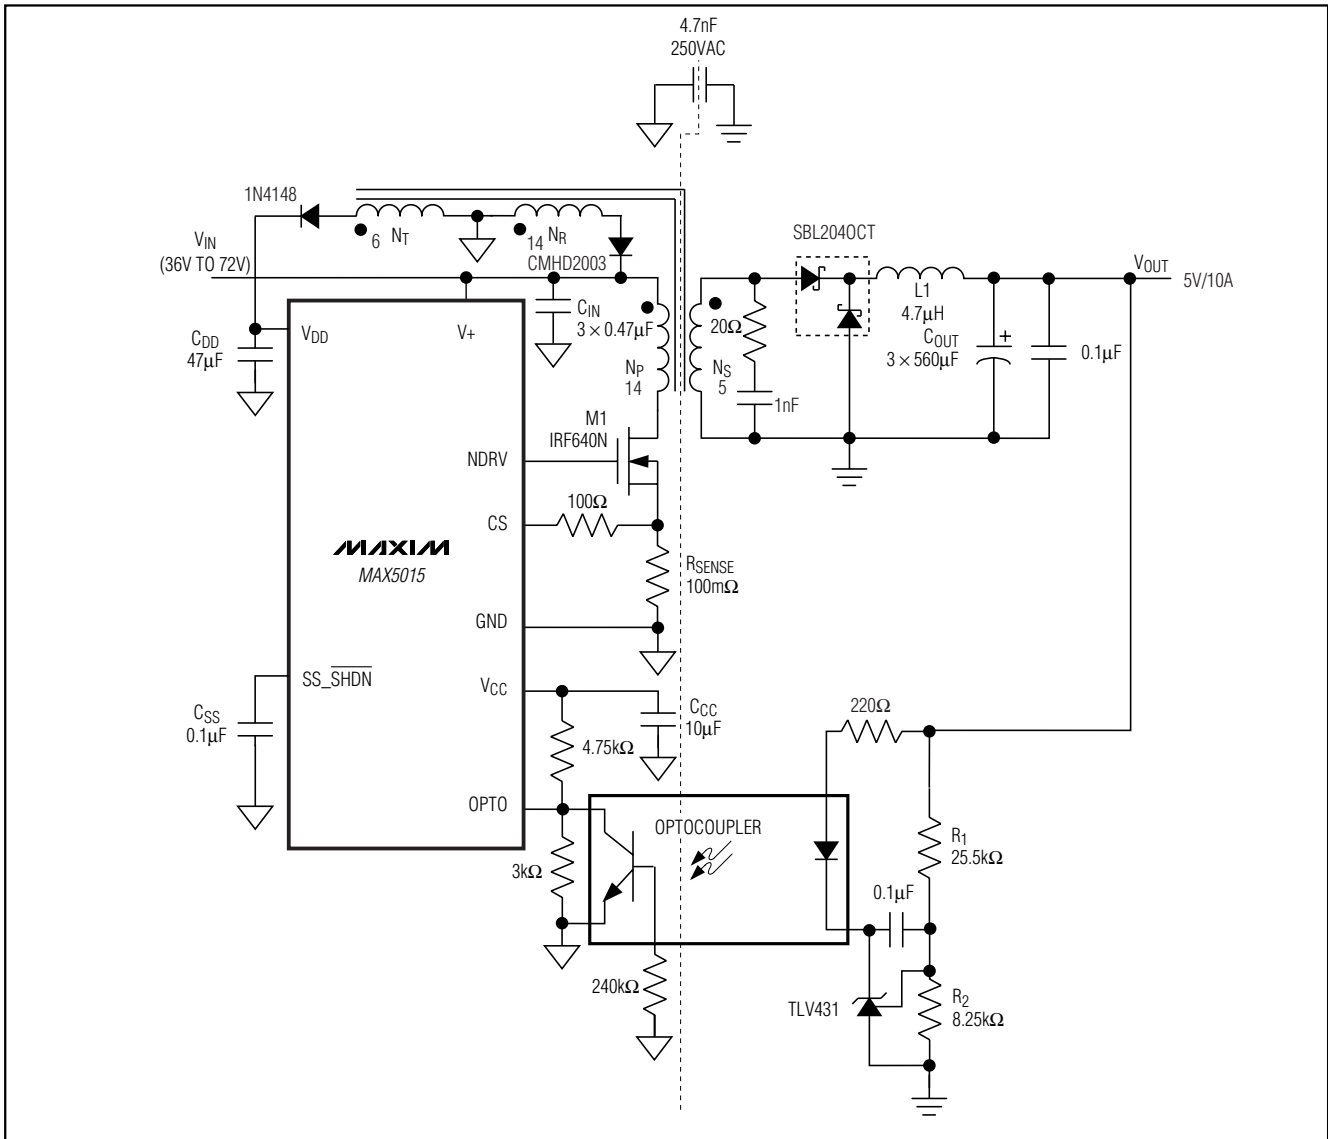 4.7nF
250VAC
1N4148
6 NT
14 NR
CMHD2003
VIN
(36V TO 72V)
SBL204OCT
VOUT
5V/10A
CDD
47µF
VDD
V+
CIN
3 × 0.47µF
NP
14
NS
5
20Ω
1nF
L1
4.7µH
COUT
3 × 560µF
+
0.1µF
M1
IRF640N
NDRV
100Ω
CS
MAXIM
MAX5015
RSENSE
100mΩ
GND
SS_SHDN
VCC
CSS
0.1µF
CCC
10µF
4.75kΩ
220Ω
OPTO
OPTOCOUPLER
R1
25.5kΩ
3kΩ
0.1µF
240kΩ
TLV431
R2
8.25kΩ